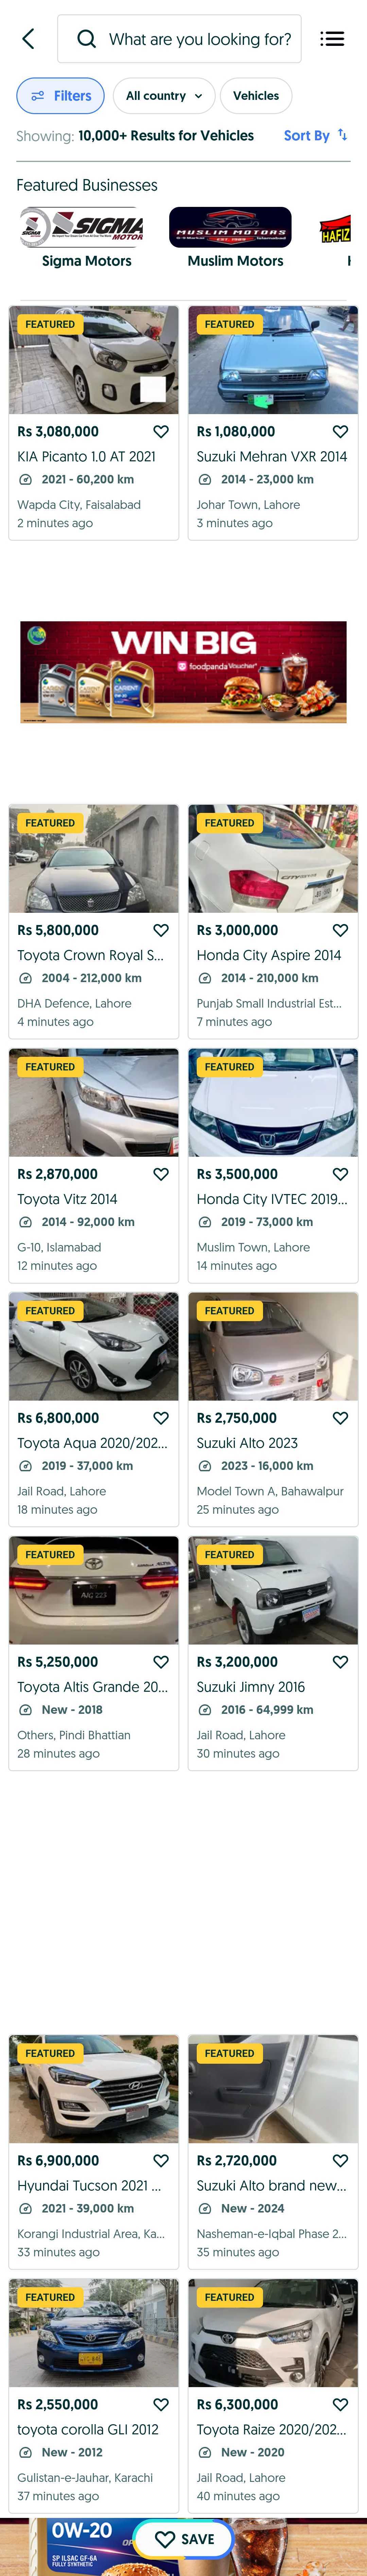 What are you looking for?
Filters
All country
Vehicles
Showing: 10,000+ Results for Vehicles
Sort By
Featured Businesses
SIGMA
MOTOR
MUSLIM MOTORS
HAFIZ
Sigma Motors
Muslim Motors
FEATURED
Rs 3,080,000
KIA Picanto 1.0 AT 2021
2021 - 60,200 km
Wapda City, Faisalabad
2 minutes ago
FEATURED
Rs 1,080,000
Suzuki Mehran VXR 2014
2014 - 23,000 km
Johar Town, Lahore
3 minutes ago
WIN BIG
foodpanda Voucher*
CARIENT
FEATURED
Rs 5,800,000
Toyota Crown Royal S...
2004 - 212,000 km
DHA Defence, Lahore
4 minutes ago
FEATURED
CITY
Rs 3,000,000
Honda City Aspire 2014
2014 - 210,000 km
Punjab Small Industrial Est...
7 minutes ago
FEATURED
Rs 2,870,000
Toyota Vitz 2014
2014 - 92,000 km
G-10, Islamabad
12 minutes ago
FEATURED
Rs 3,500,000
Honda City IVTEC 2019...
2019 - 73,000 km
Muslim Town, Lahore
14 minutes ago
FEATURED
Rs 6,800,000
Toyota Aqua 2020/202...
2019 - 37,000 km
Jail Road, Lahore
18 minutes ago
FEATURED
Rs 2,750,000
Suzuki Alto 2023
2023 - 16,000 km
Model Town A, Bahawalpur
25 minutes ago
FEATURED
Rs 5,250,000
Toyota Altis Grande 20...
New - 2018
Others, Pindi Bhattian
28 minutes ago
FEATURED
Rs 3,200,000
Suzuki Jimny 2016
2016 - 64,999 km
Jail Road, Lahore
30 minutes ago
FEATURED
Rs 6,900,000
Hyundai Tucson 2021 ...
2021 - 39,000 km
Korangi Industrial Area, Ka...
33 minutes ago
FEATURED
Rs 2,720,000
Suzuki Alto brand new...
New - 2024
Nasheman-e-Iqbal Phase 2...
35 minutes ago
FEATURED
Rs 2,550,000
toyota corolla GLI 2012
New - 2012
Gulistan-e-Jauhar, Karachi
37 minutes ago
FEATURED
Rs 6,300,000
Toyota Raize 2020/202...
New - 2020
Jail Road, Lahore
40 minutes ago
0W-20
SP ILSAC GF-6A
FULLY SYNTHETIC
SAVE